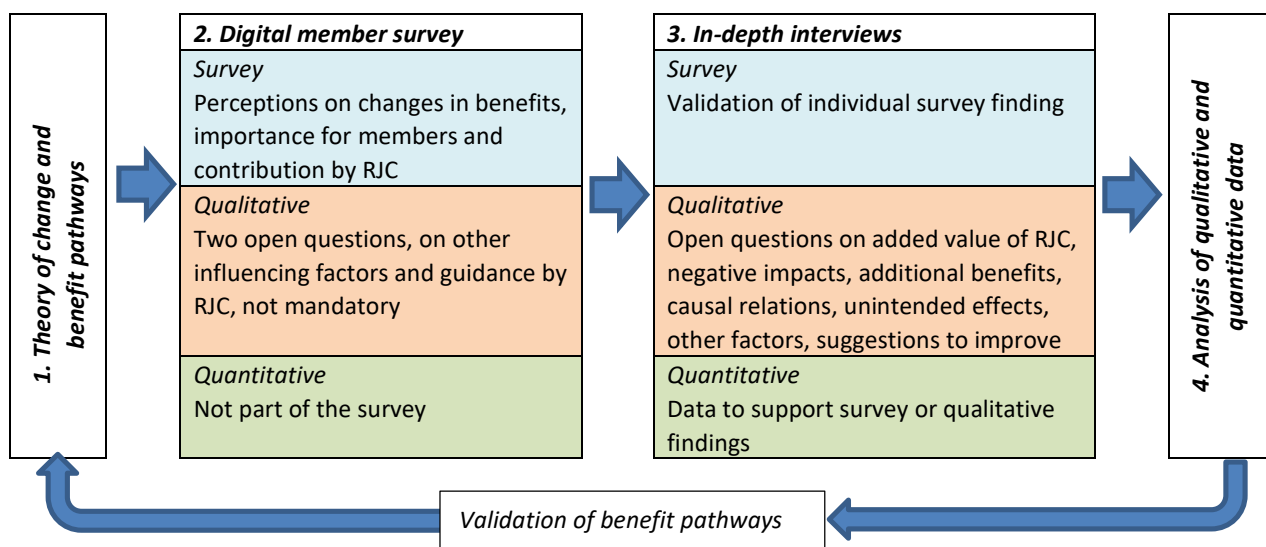 1. Theory of change and
benefit pathways
2. Digital member survey
Survey
Perceptions on changes in benefits,
importance for members and
contribution by RJC
Qualitative
Two open questions, on other
influencing factors and guidance by
RJC, not mandatory
Quantitative
Not part of the survey
3. In-depth interviews
Survey
Validation of individual survey finding
Qualitative
Open questions on added value of RJC,
negative impacts, additional benefits,
causal relations, unintended effects,
other factors, suggestions to improve
Quantitative
Data to support survey or qualitative
findings
4. Analysis of qualitative and
quantitative data
Validation of benefit pathways